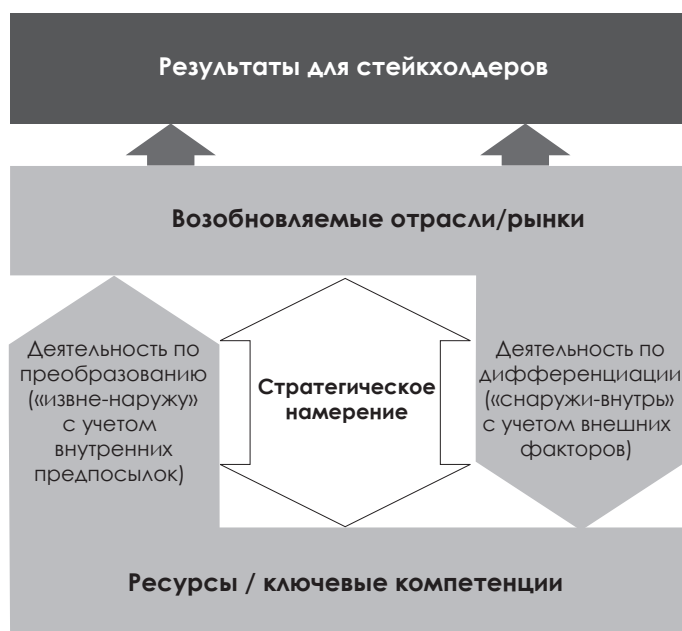 Результаты для стейкхолдеров
Возобновляемые отрасли/рынки
Деятельность по
преобразованию
(«извне-наружу»
с учетом
внутренних
предпосылок)
Стратегическое
намерение
Деятельность по
дифференциации
(«снаружи-внутрь»
с учетом внешних
факторов)
Ресурсы / ключевые компетенции